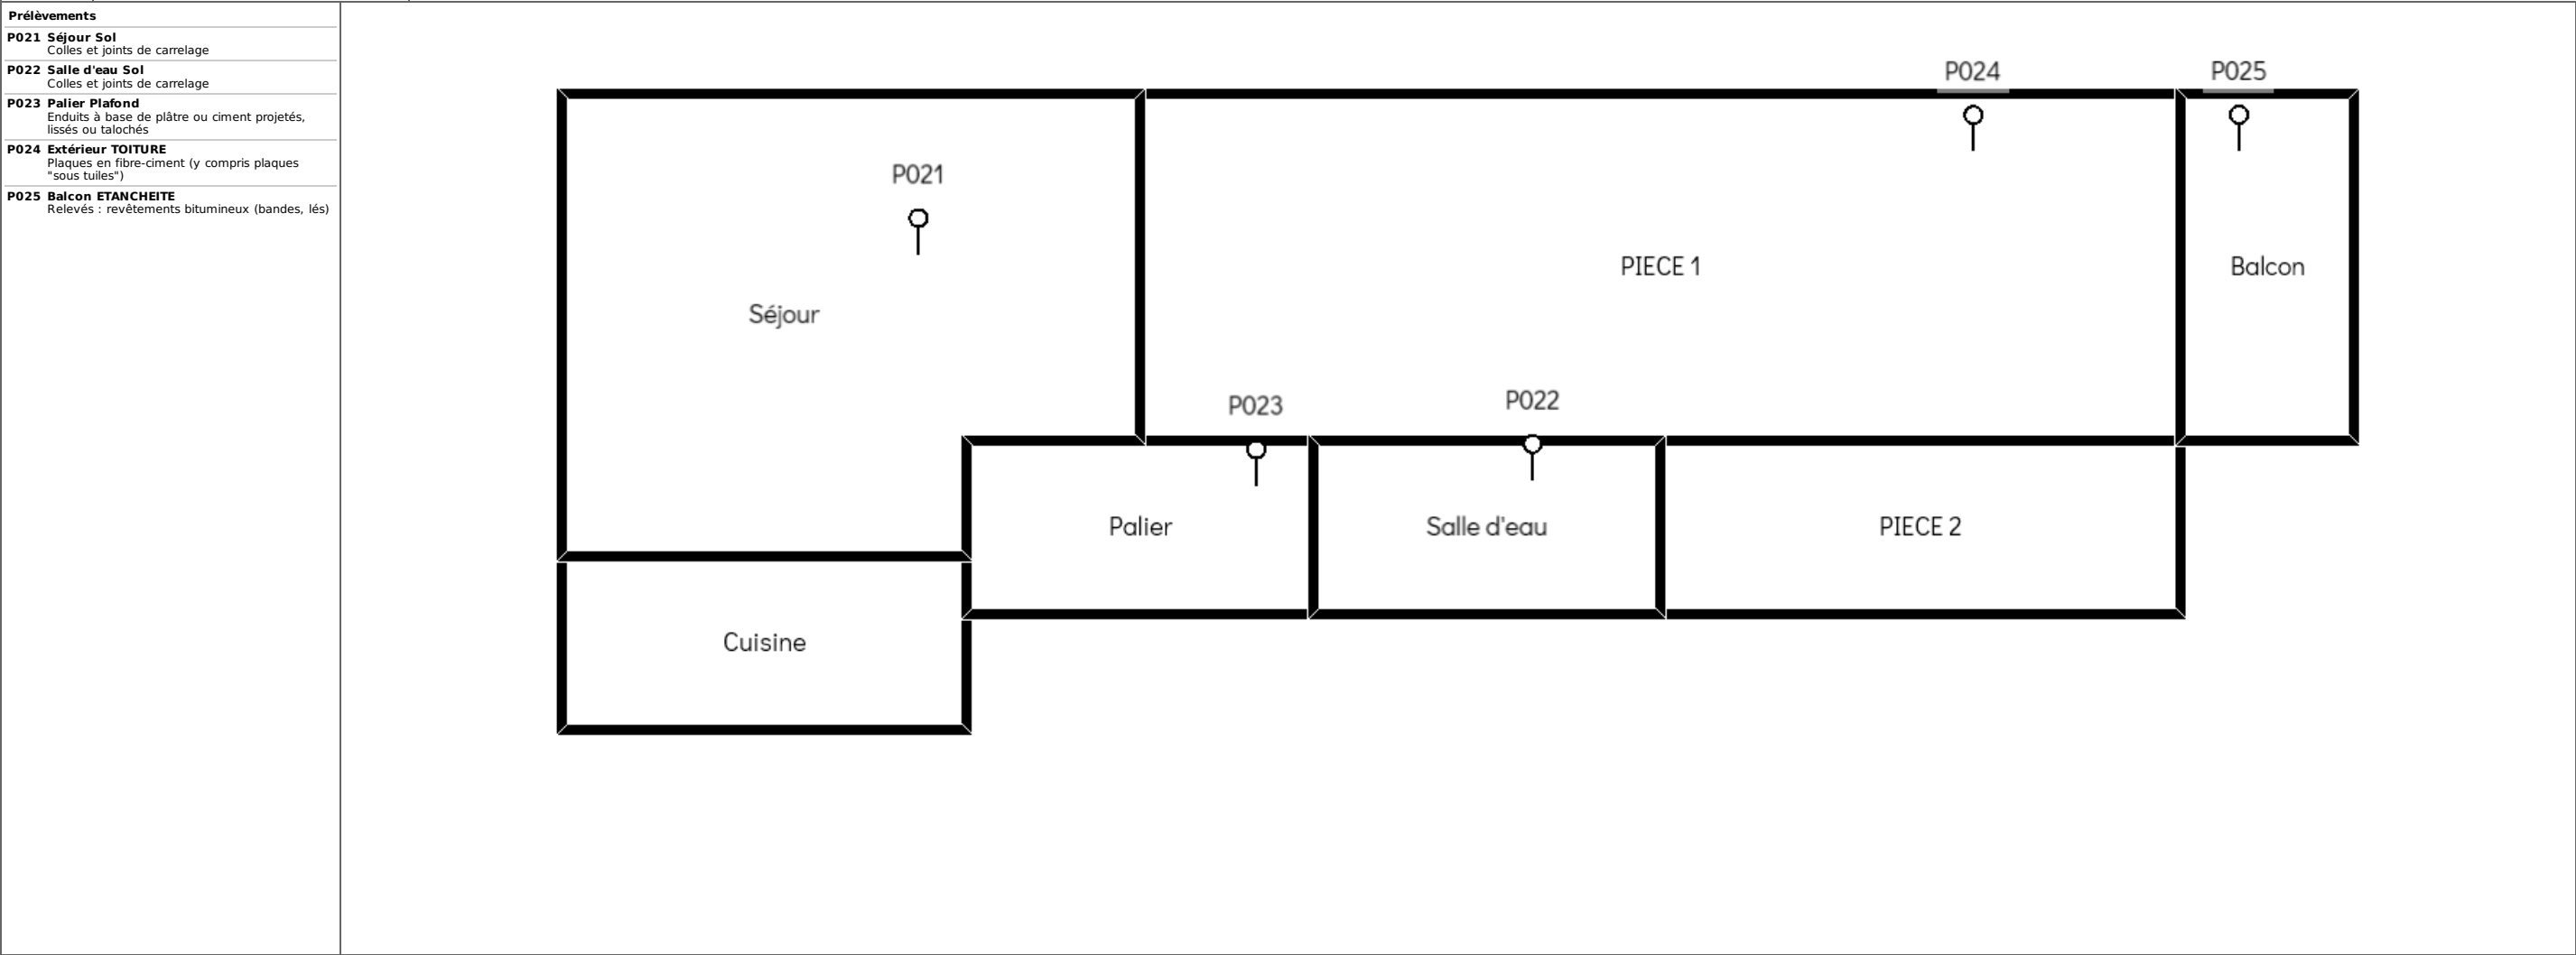 Prélèvements
P021 Séjour Sol
Colles et joints de carrelage
P022 Salle d'eau Sol
Colles et joints de carrelage
P023 Palier Plafond
Enduits à base de plâtre ou ciment projetés,
lissés ou talochés
P024 Extérieur TOITURE
Plaques en fibre-ciment (y compris plaques
"sous tuiles")
P025 Balcon ETANCHEITE
Relevés : revêtements bitumineux (bandes, lés)
P024
P025
P021
PIECE 1
Balcon
Séjour
P023
P022
Palier
Salle d'eau
PIECE 2
Cuisine